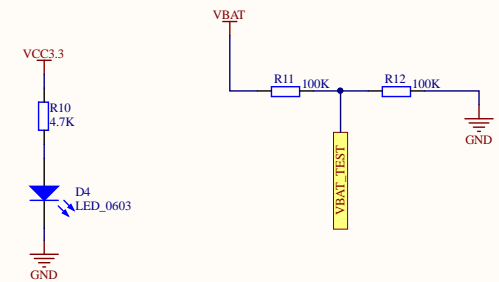 VCC3.3
R10
4.7K
D4
LED_0603
GND
VBAT
R11
100K
R12
100K
VBAT_TEST
GND